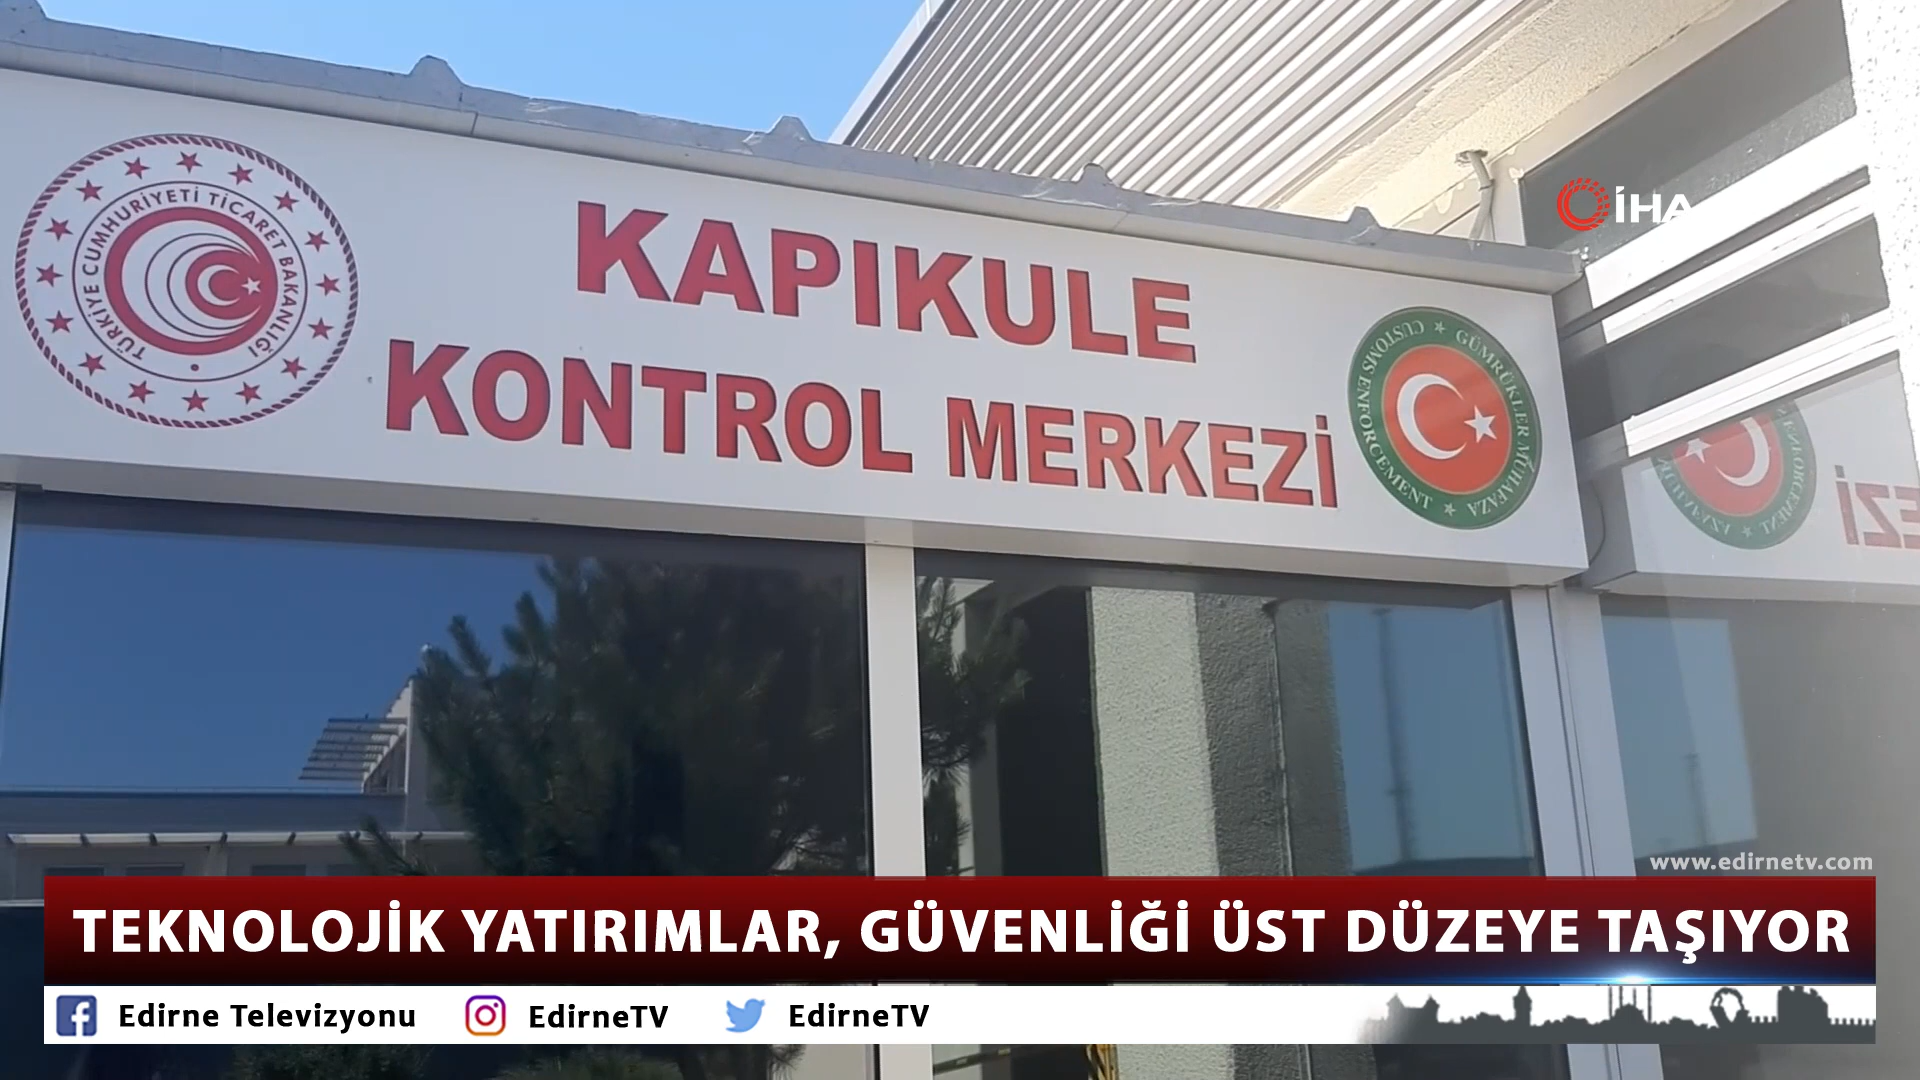 TÜRKİYE CUMHURİYETİ TİCARET BAKANLIĞI
KAPIKULE
KONTROL MERKEZİ
GÜMRÜKLER MUHAFAZA
CUSTOMS ENFORCEMENT
İHA
www.edirnetv.com
TEKNOLOJİK YATIRIMLAR, GÜVENLİĞİ ÜST DÜZEYE TAŞIYOR
Edirne Televizyonu
EdirneTV
EdirneTV